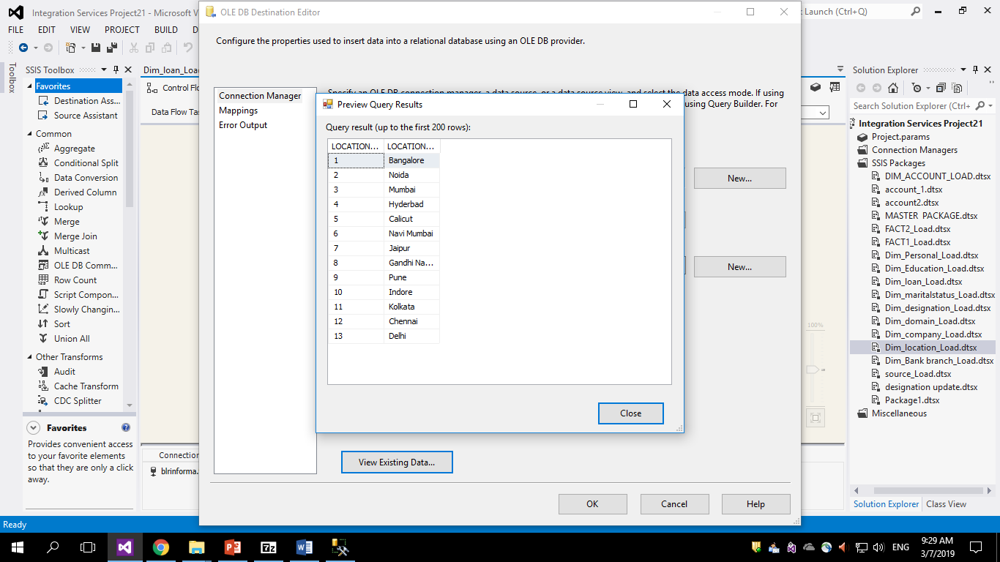 Integration Services Project21 - Microsoft V
OLE DB Destination Editor
Launch (Ctrl+Q)
FILE EDIT VIEW PROJECT BUILD D
Configure the properties used to insert data into a relational database using an OLE DB provider.
Toolbox
SSIS Toolbox
Favorites
Destination Ass...
Source Assistant
Common
Aggregate
Conditional Split
Data Conversion
Derived Column
Lookup
Merge
Merge Join
Multicast
OLE DB Comm...
Row Count
Script Compon...
Slowly Changin...
Sort
Union All
Other Transforms
Audit
Cache Transform
CDC Splitter
Favorites
Provides convenient access
to your favorite elements
so that they are only a click
away.
Dim_loan_Loa
Control Flo
Data Flow Tas
Connection
blrinforma.
Connection Manager
Mappings
Error Output
Specify an OLE DB connection manager, a data source, or a data source view, and select the data access mode. If using
using Query Builder. For
Preview Query Results
Query result (up to the first 200 rows):
LOCATION... LOCATION...
1 Bangalore
2 Noida
3 Mumbai
4 Hyderbad
5 Calicut
6 Navi Mumbai
7 Jaipur
8 Gandhi Na...
9 Pune
10 Indore
11 Kolkata
12 Chennai
13 Delhi
Close
New...
New...
View Existing Data...
OK Cancel Help
100%
Solution Explorer
Search Solution Explorer (Ctrl+
Integration Services Project21
Project.params
Connection Managers
SSIS Packages
DIM_ACCOUNT_LOAD.dtsx
account_1.dtsx
account2.dtsx
MASTER PACKAGE.dtsx
FACT2_Load.dtsx
FACT1_Load.dtsx
Dim_Personal_Load.dtsx
Dim_Education_Load.dtsx
Dim_loan_Load.dtsx
Dim_maritalstatus_Load.dtsx
Dim_designation_Load.dtsx
Dim_domain_Load.dtsx
Dim_company_Load.dtsx
Dim_location_Load.dtsx
Dim_Bank branch_Load.dtsx
source_Load.dtsx
designation update.dtsx
Package1.dtsx
Miscellaneous
Solution Explorer Class View
Ready
ENG
9:29 AM
3/7/2019